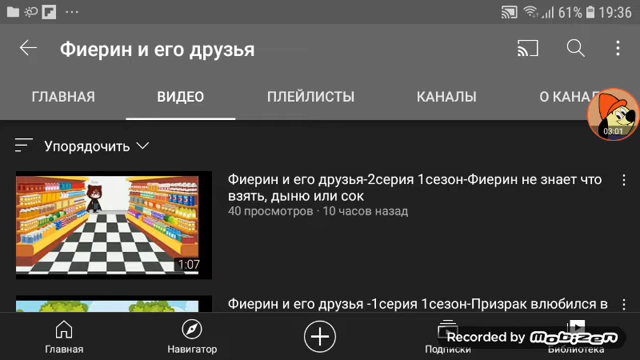 61% 19:36
Фиерин и его друзья
ГЛАВНАЯ ВИДЕО ПЛЕЙЛИСТЫ КАНАЛЫ О КАНАЛ
03:01
Упорядочить
Фиерин и его друзья-2серия 1сезон-Фиерин не знает что
взять, дыню или сок
40 просмотров · 10 часов назад
1:07
Фиерин и его друзья -1серия 1сезон-Призрак влюбился в
Recorded by Mobizen
Главная Навигатор Подписки Библиотека